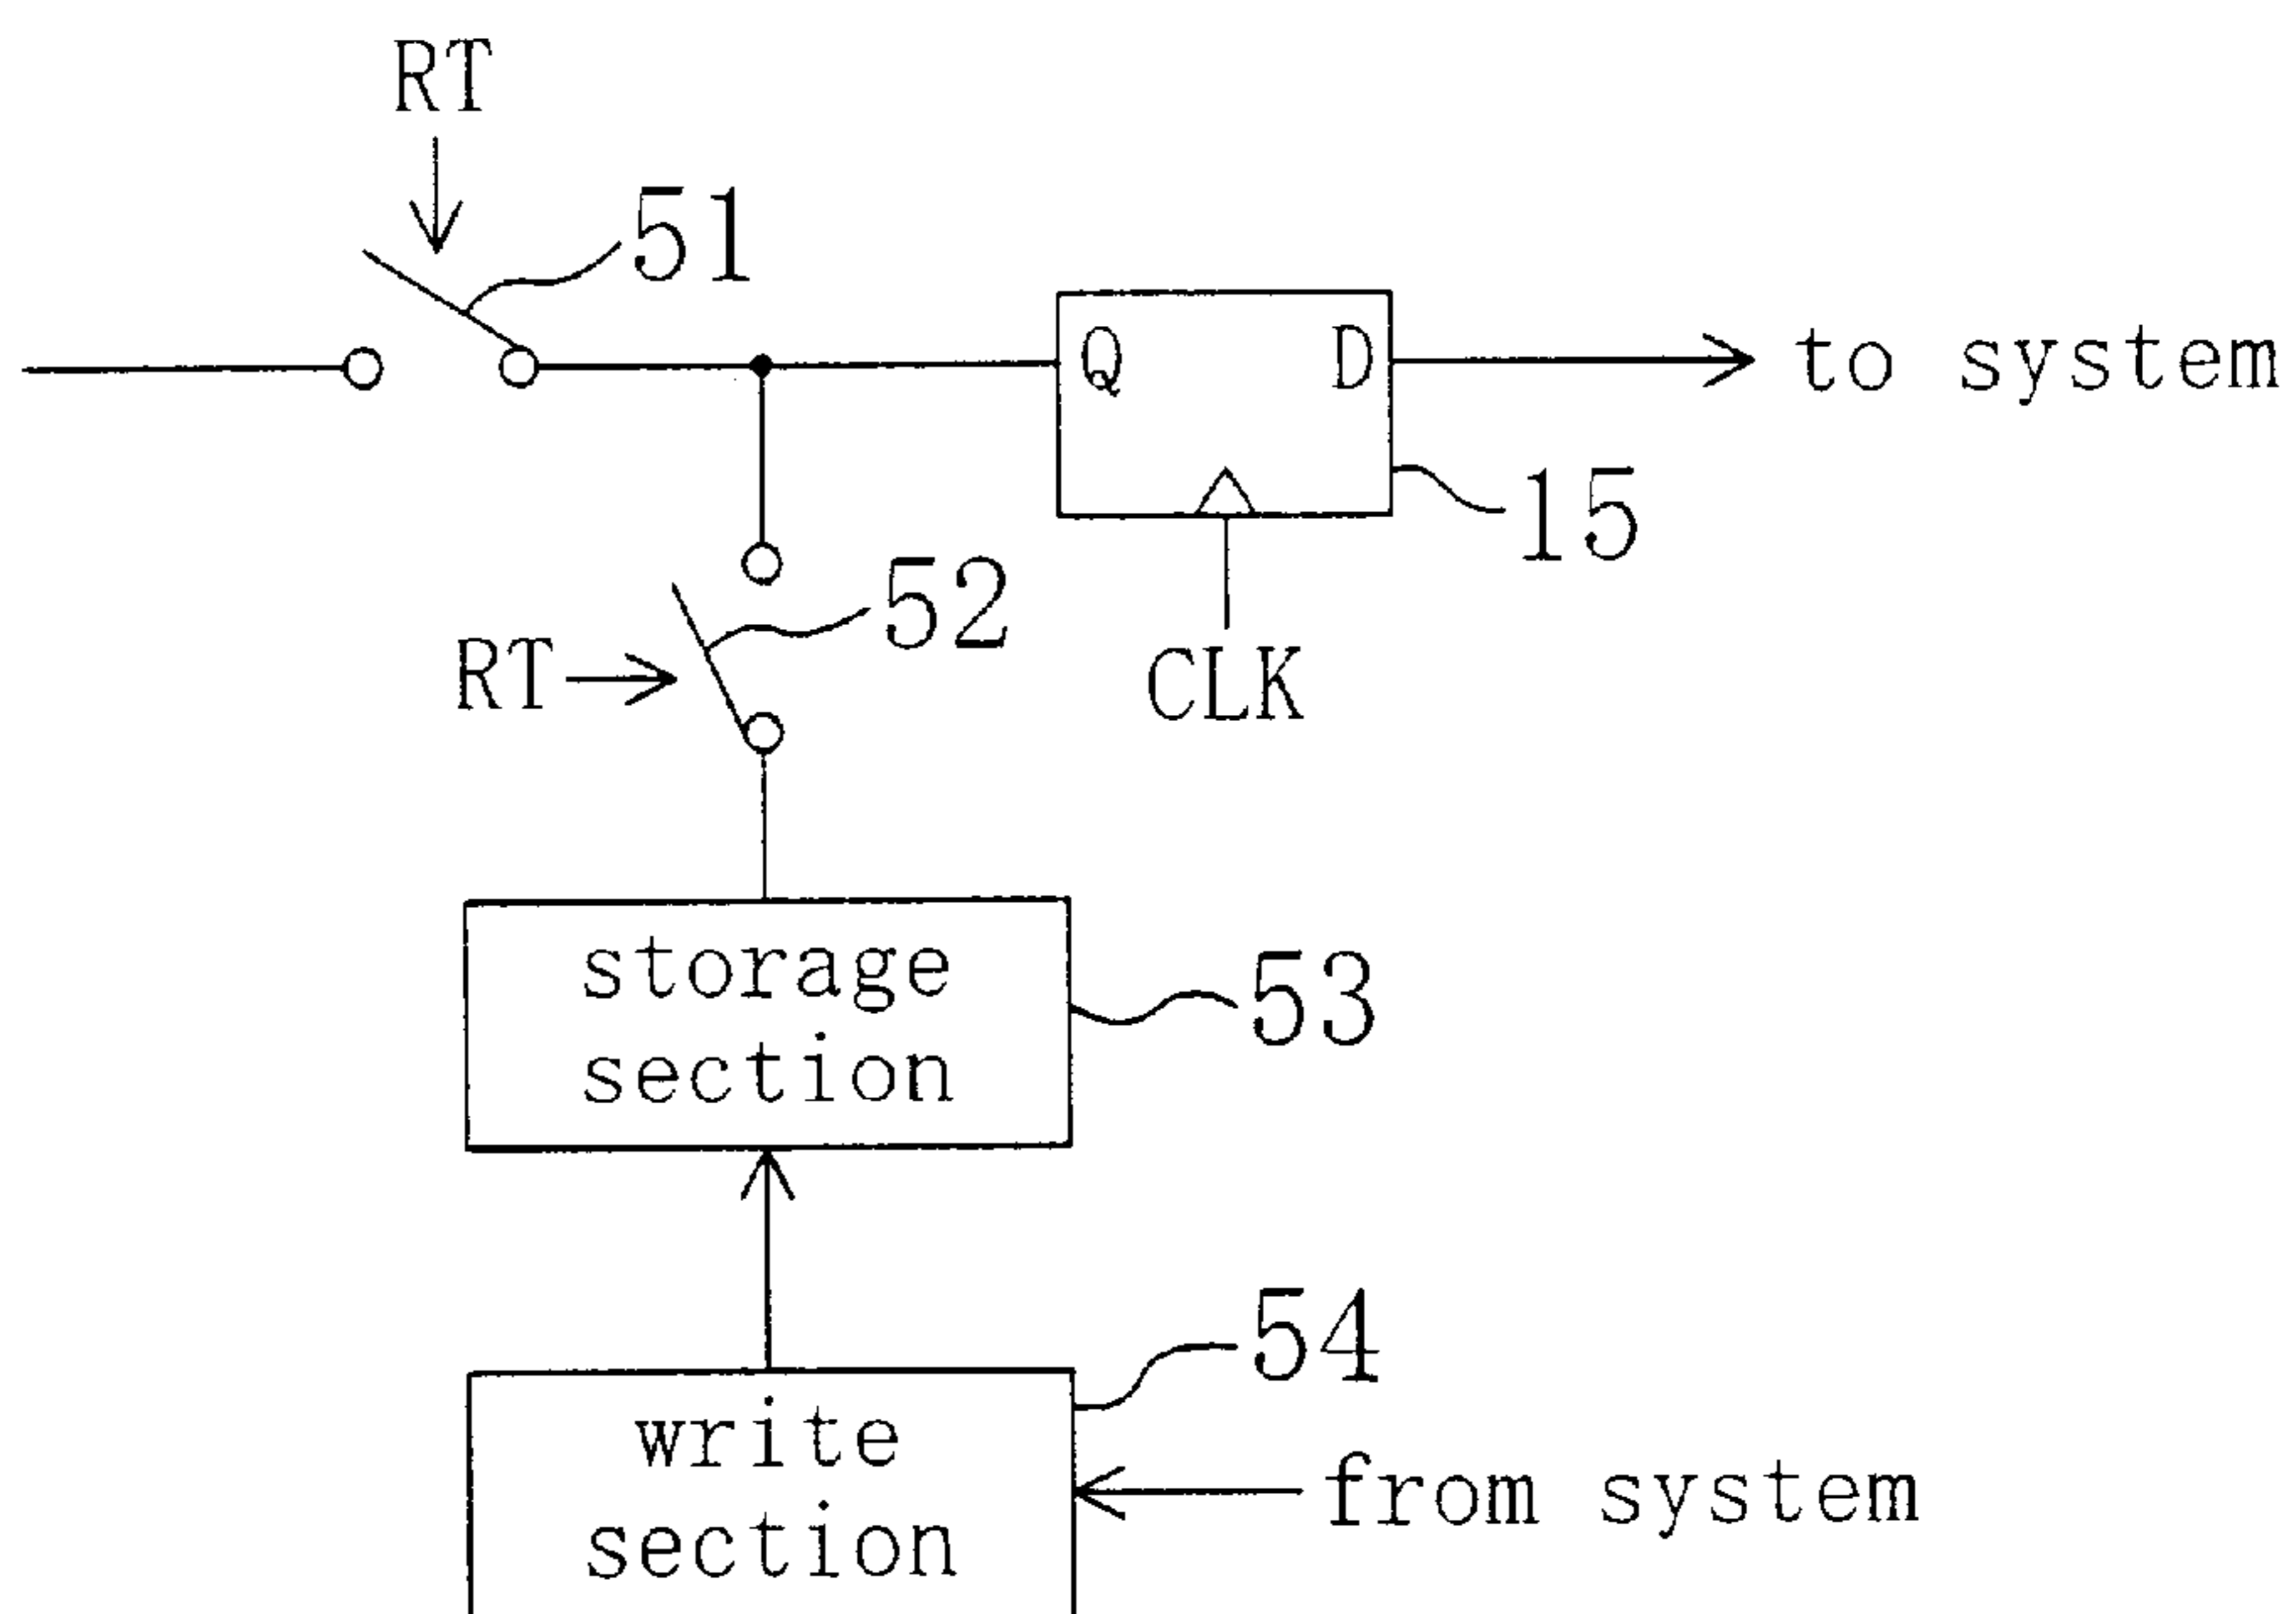 RT
51
Q
D
to system
15
52
RT
CLK
storage
section
53
54
write
section
from system